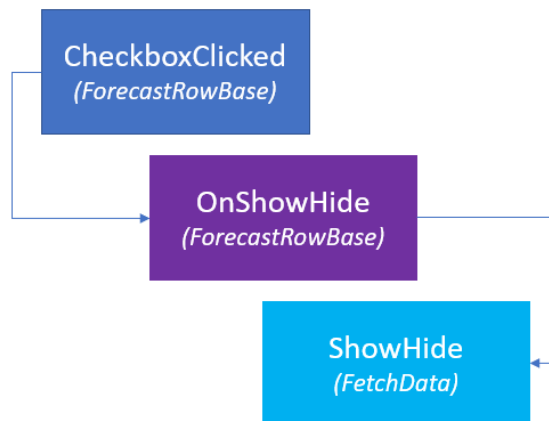 CheckboxClicked
(ForecastRowBase)
OnShowHide
(ForecastRowBase)
ShowHide
(FetchData)